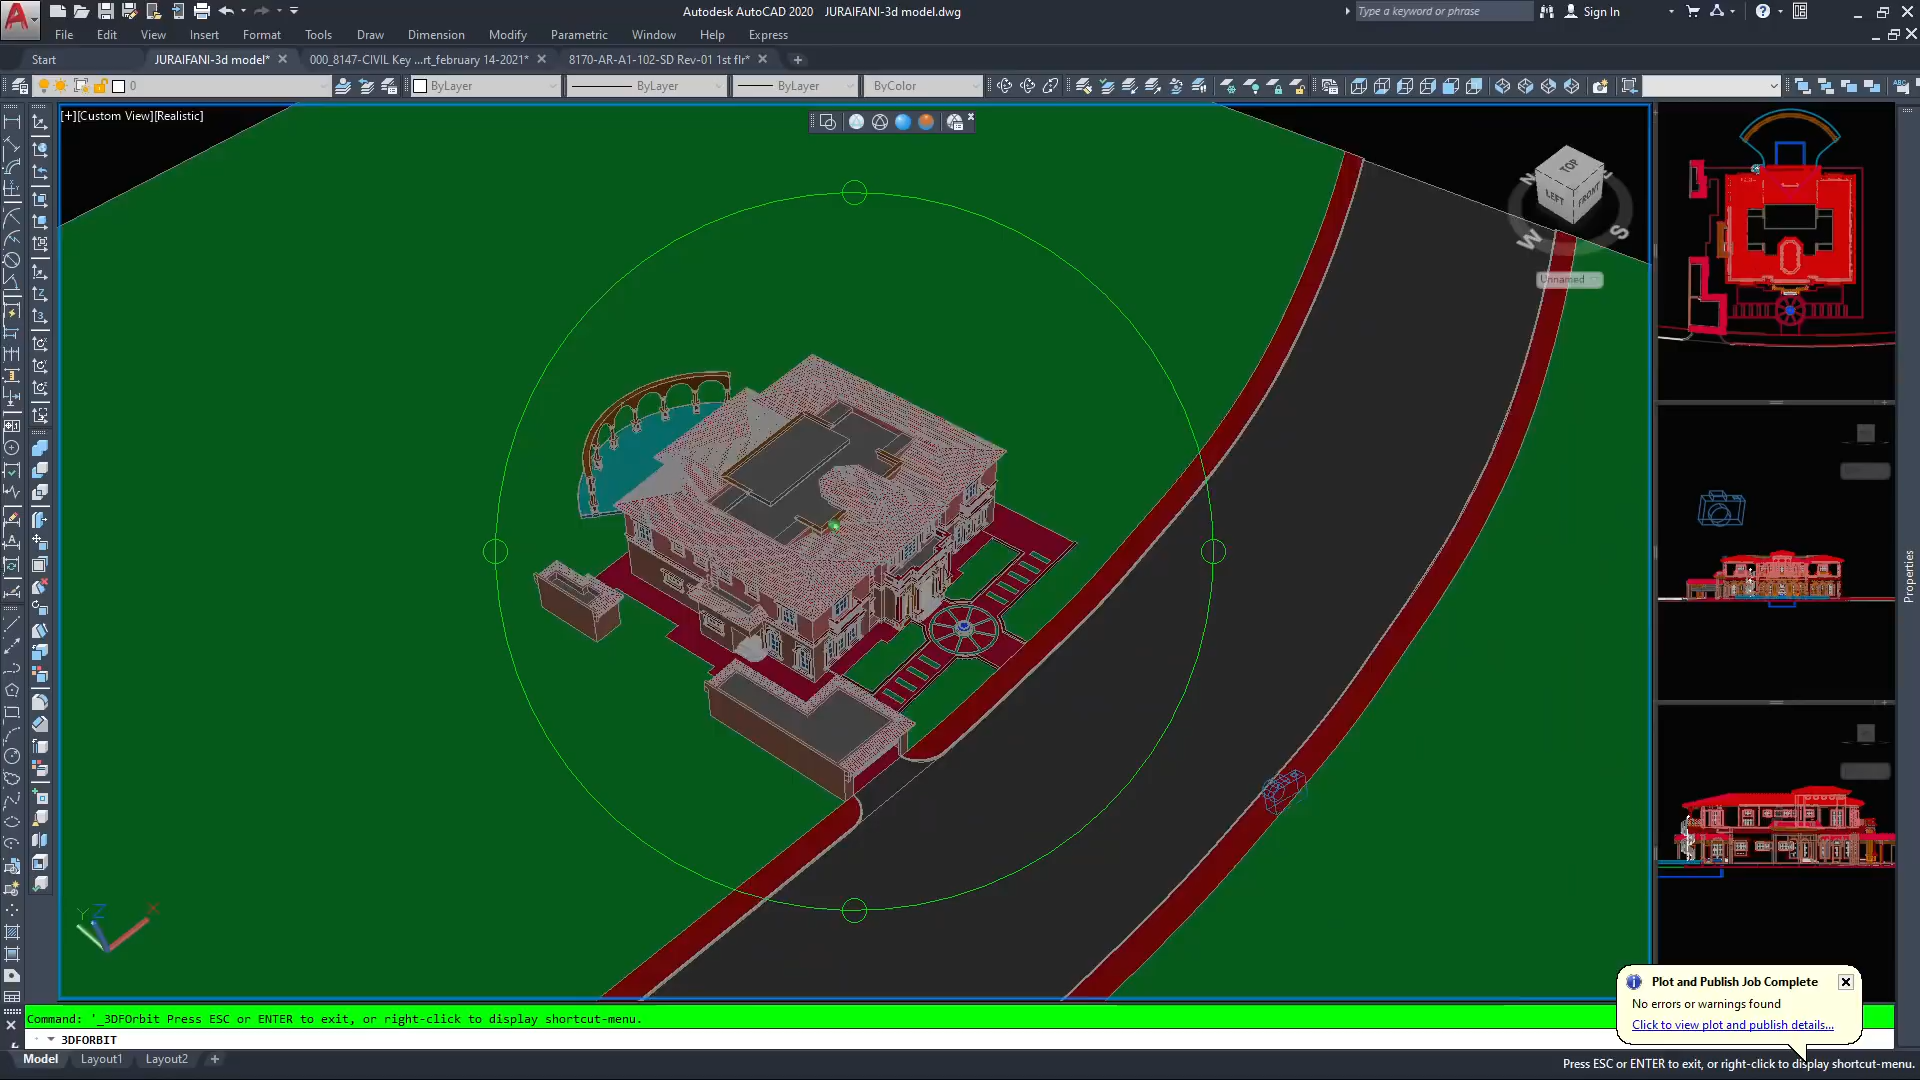 Autodesk AutoCAD 2020 JURAIFANI-3d model.dwg
Type a keyword or phrase
Sign In
File Edit View Insert Format Tools Draw Dimension Modify Parametric Window Help Express
Start JURAIFANI-3d model* 000_8147-CIVIL Key ...rt_february 14-2021* 8170-AR-A1-102-SD Rev-01 1st flr*
0 ByLayer ByLayer ByLayer ByColor
[+][Custom View][Realistic]
TOP
LEFT FRONT
N
W S
Unnamed
Properties
Y Z X
Plot and Publish Job Complete
No errors or warnings found
Click to view plot and publish details...
Command: '_3DFOrbit Press ESC or ENTER to exit, or right-click to display shortcut-menu.
3DFORBIT
Model Layout1 Layout2
Press ESC or ENTER to exit, or right-click to display shortcut-menu.